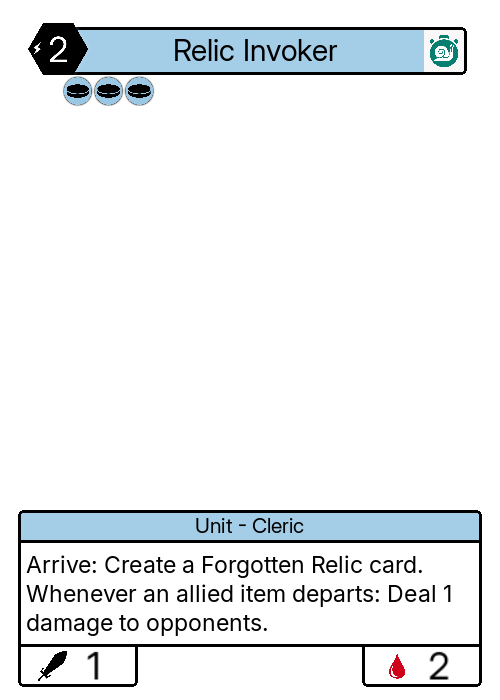 2
Relic Invoker
Unit - Cleric
Arrive: Create a Forgotten Relic card.
Whenever an allied item departs: Deal 1
damage to opponents.
1
2